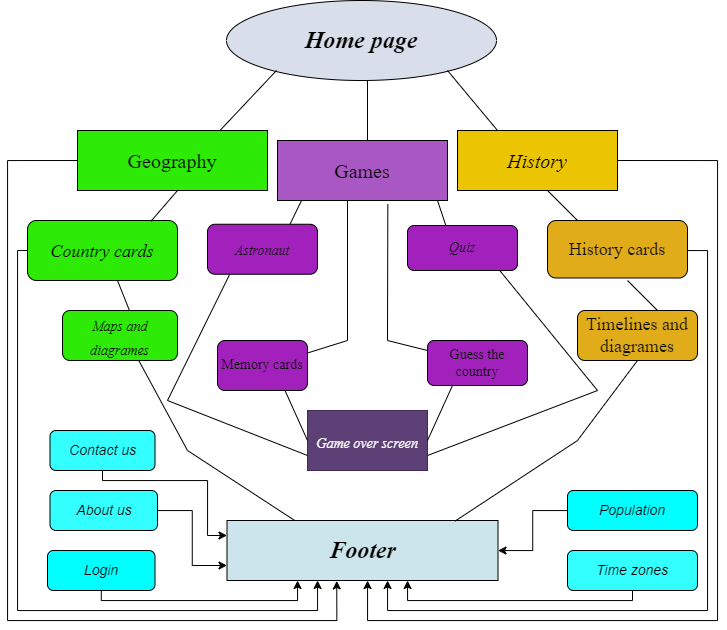 Home page
Geography
Games
History
Country cards
Astronaut
Quiz
History cards
Maps and
diagrames
Timelines and
diagrames
Memory cards
Guess the
country
Game over screen
Contact us
About us
Population
Footer
Login
Time zones